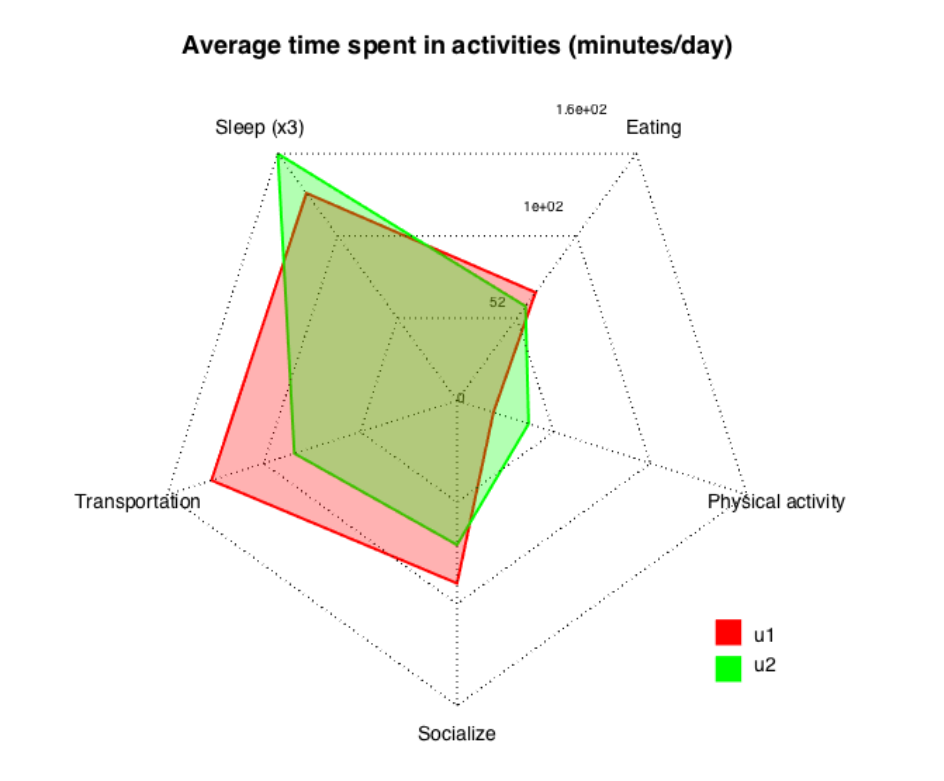 Average time spent in activities (minutes/day)
1.6e+02
Sleep (x3)
Eating
1e+02
52
0
Transportation
Physical activity
u1
u2
Socialize